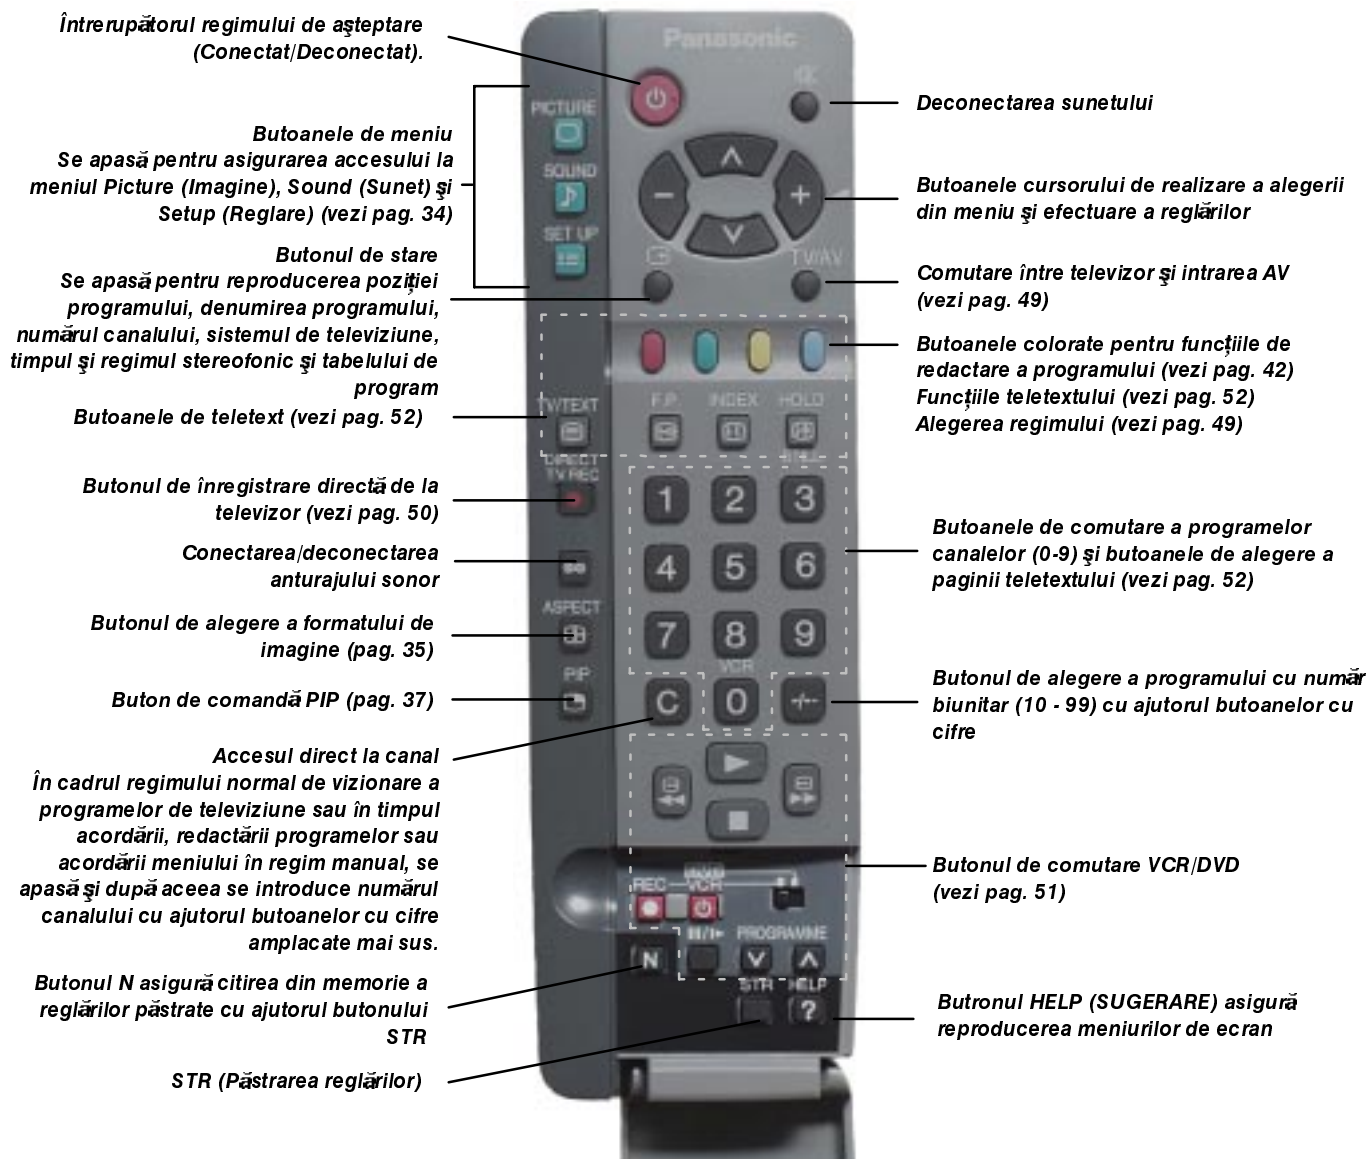 Întrerupătorul regimului de aşteptare
(Conectat/Deconectat).
Butoanele de meniu
Se apasă pentru asigurarea accesului la
meniul Picture (Imagine), Sound (Sunet) şi
Setup (Reglare) (vezi pag. 34)
Butonul de stare
Se apasă pentru reproducerea poziţiei
programului, denumirea programului,
numărul canalului, sistemul de televiziune,
timpul şi regimul stereofonic şi tabelului de
program
Butoanele de teletext (vezi pag. 52)
Butonul de înregistrare directă de la
televizor (vezi pag. 50)
Conectarea/deconectarea
anturajului sonor
Butonul de alegere a formatului de
imagine (pag. 35)
Buton de comandă PIP (pag. 37)
Accesul direct la canal
În cadrul regimului normal de vizionare a
programelor de televiziune sau în timpul
acordării, redactării programelor sau
acordării meniului în regim manual, se
apasă şi după aceea se introduce numărul
canalului cu ajutorul butoanelor cu cifre
amplacate mai sus.
Butonul N asigură citirea din memorie a
reglărilor păstrate cu ajutorul butonului
STR
STR (Păstrarea reglărilor)
Panasonic
PICTURE
SOUND
SET UP
TV/AV
TV/TEXT
F.P.
INDEX
HOLD
DIRECT
TV REC
1 2 3
4 5 6
ASPECT
7 8 9
PIP
VCR
C 0 -/--
REC
VCR
PROGRAMME
N
STR
HELP
?
Deconectarea sunetului
Butoanele cursorului de realizare a alegerii
din meniu şi efectuare a reglărilor
Comutare între televizor şi intrarea AV
(vezi pag. 49)
Butoanele colorate pentru funcţiile de
redactare a programului (vezi pag. 42)
Funcţiile teletextului (vezi pag. 52)
Alegerea regimului (vezi pag. 49)
Butoanele de comutare a programelor
canalelor (0-9) şi butoanele de alegere a
paginii teletextului (vezi pag. 52)
Butonul de alegere a programului cu număr
biunitar (10 - 99) cu ajutorul butoanelor cu
cifre
Butonul de comutare VCR/DVD
(vezi pag. 51)
Butronul HELP (SUGERARE) asigură
reproducerea meniurilor de ecran